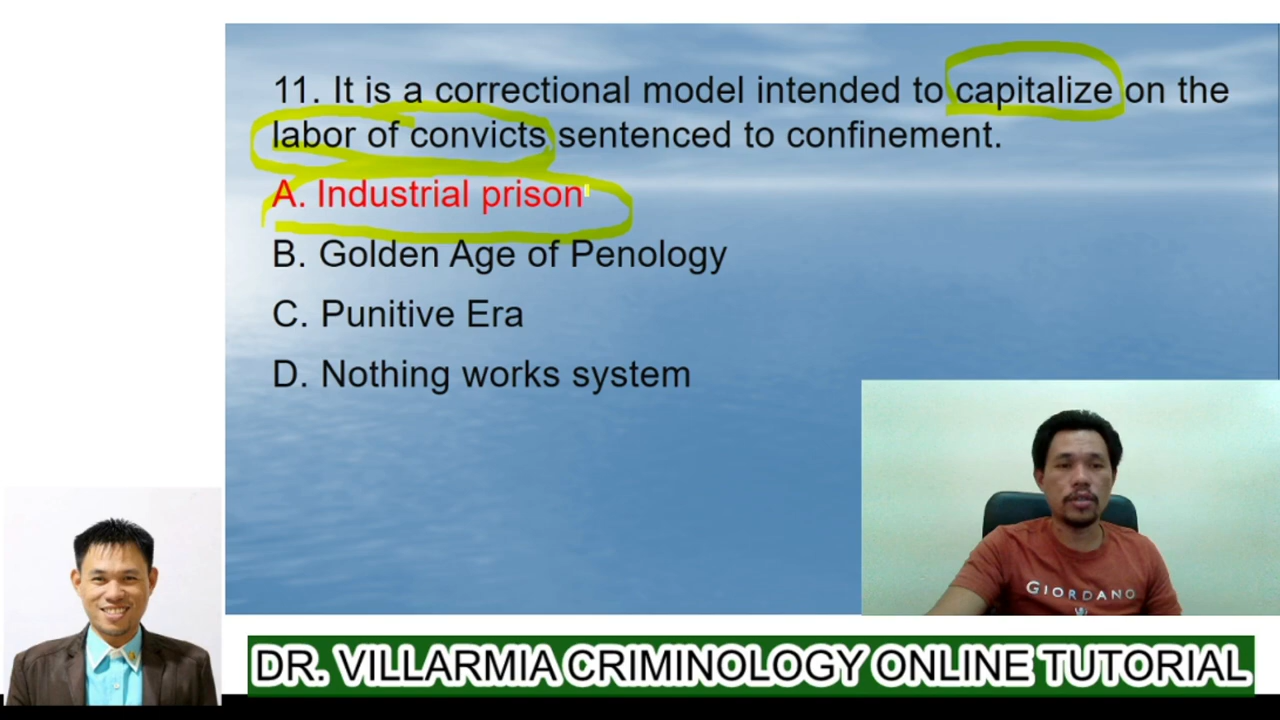 11. It is a correctional model intended to capitalize on the
labor of convicts sentenced to confinement.
A. Industrial prison
B. Golden Age of Penology
C. Punitive Era
D. Nothing works system
GIORDANO
DR. VILLARMIA CRIMINOLOGY ONLINE TUTORIAL